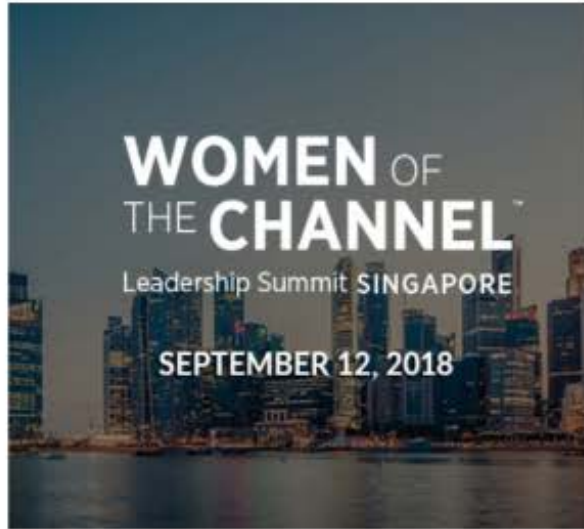 WOMEN OF
THE CHANNEL™
Leadership Summit SINGAPORE
SEPTEMBER 12, 2018